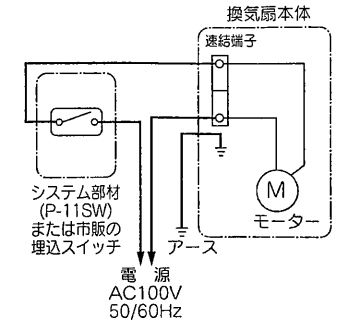 換気扇本体
速結端子
M
モーター
システム部材
(P-11SW)
または市販の
埋込スイッチ
アース
電 源
AC100V
50/60Hz